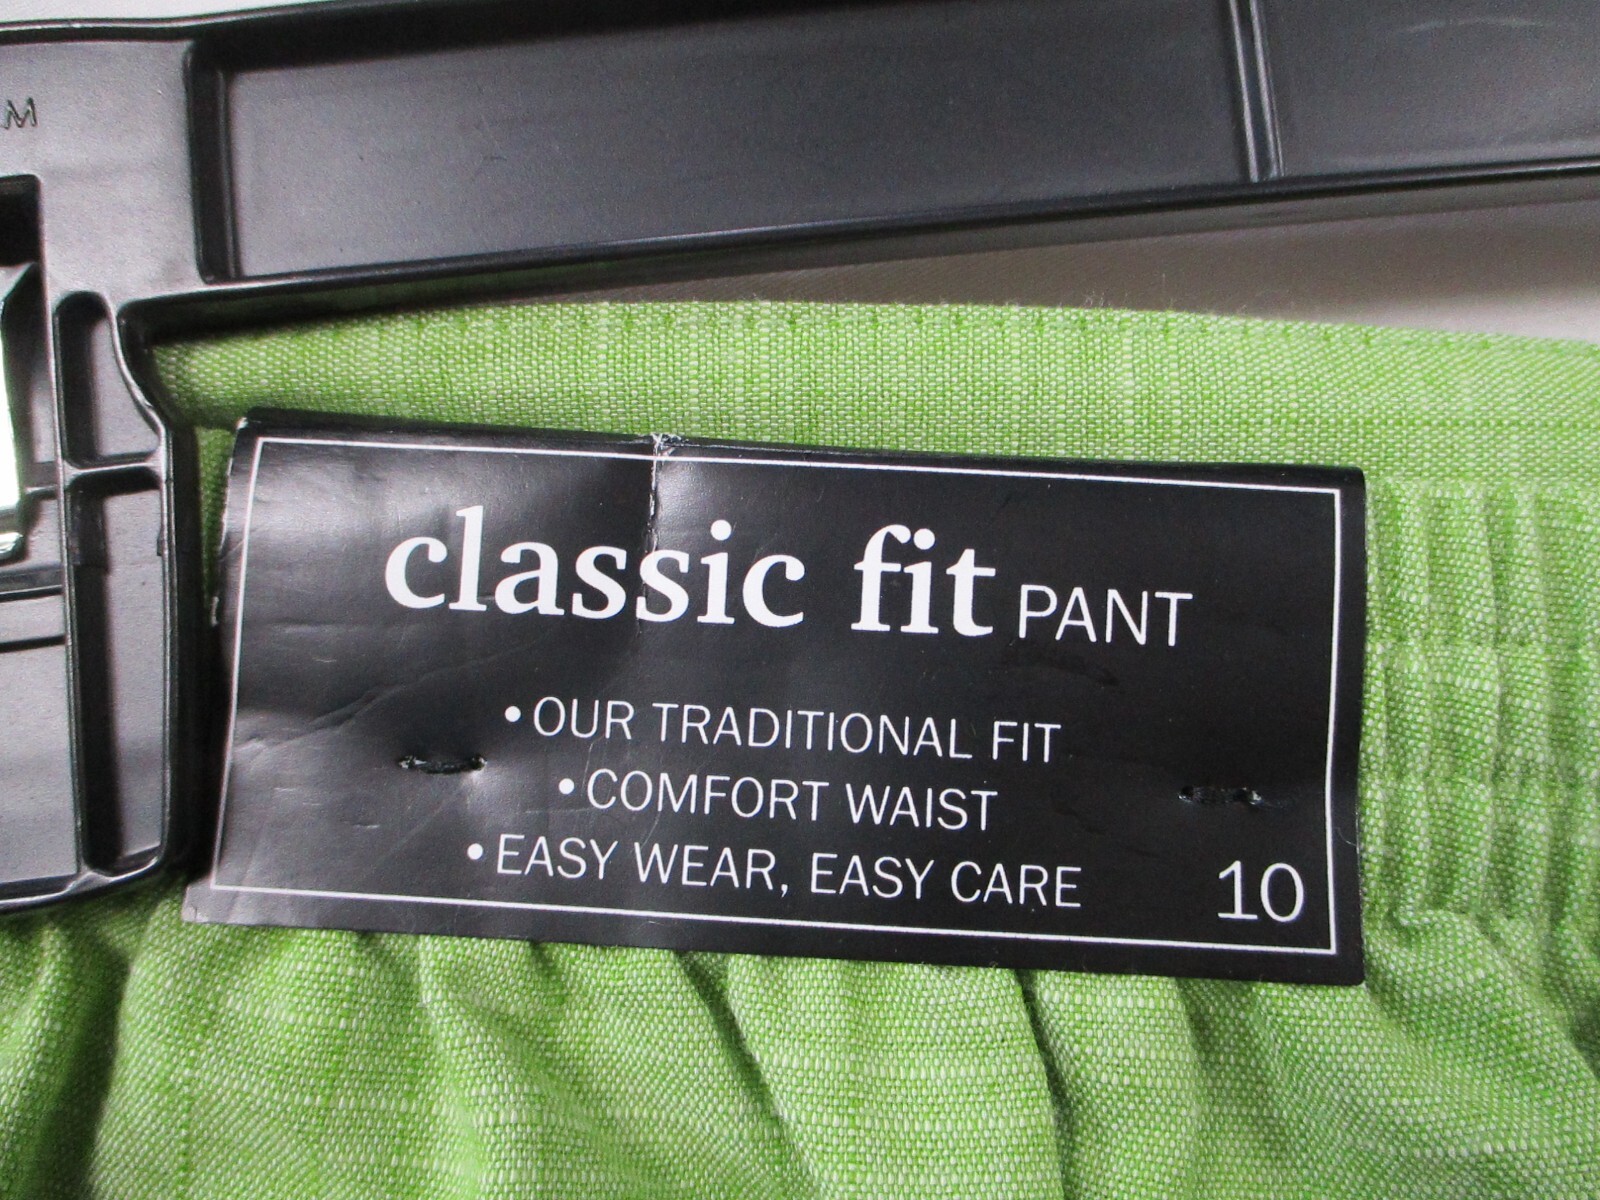 M
classic fit PANT
• OUR TRADITIONAL FIT
• COMFORT WAIST
• EASY WEAR, EASY CARE 10